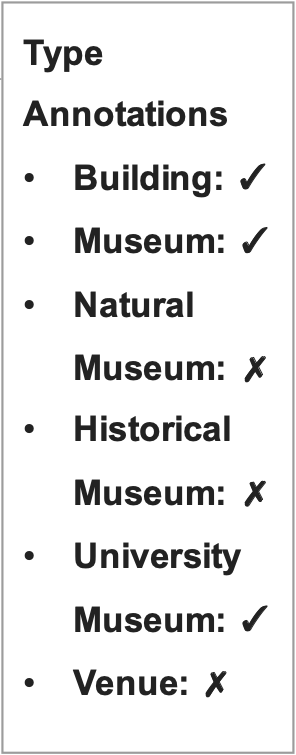 Type
Annotations
• Building: ✓
• Museum: ✓
• Natural
Museum: ✗
• Historical
Museum: ✗
• University
Museum: ✓
• Venue: ✗